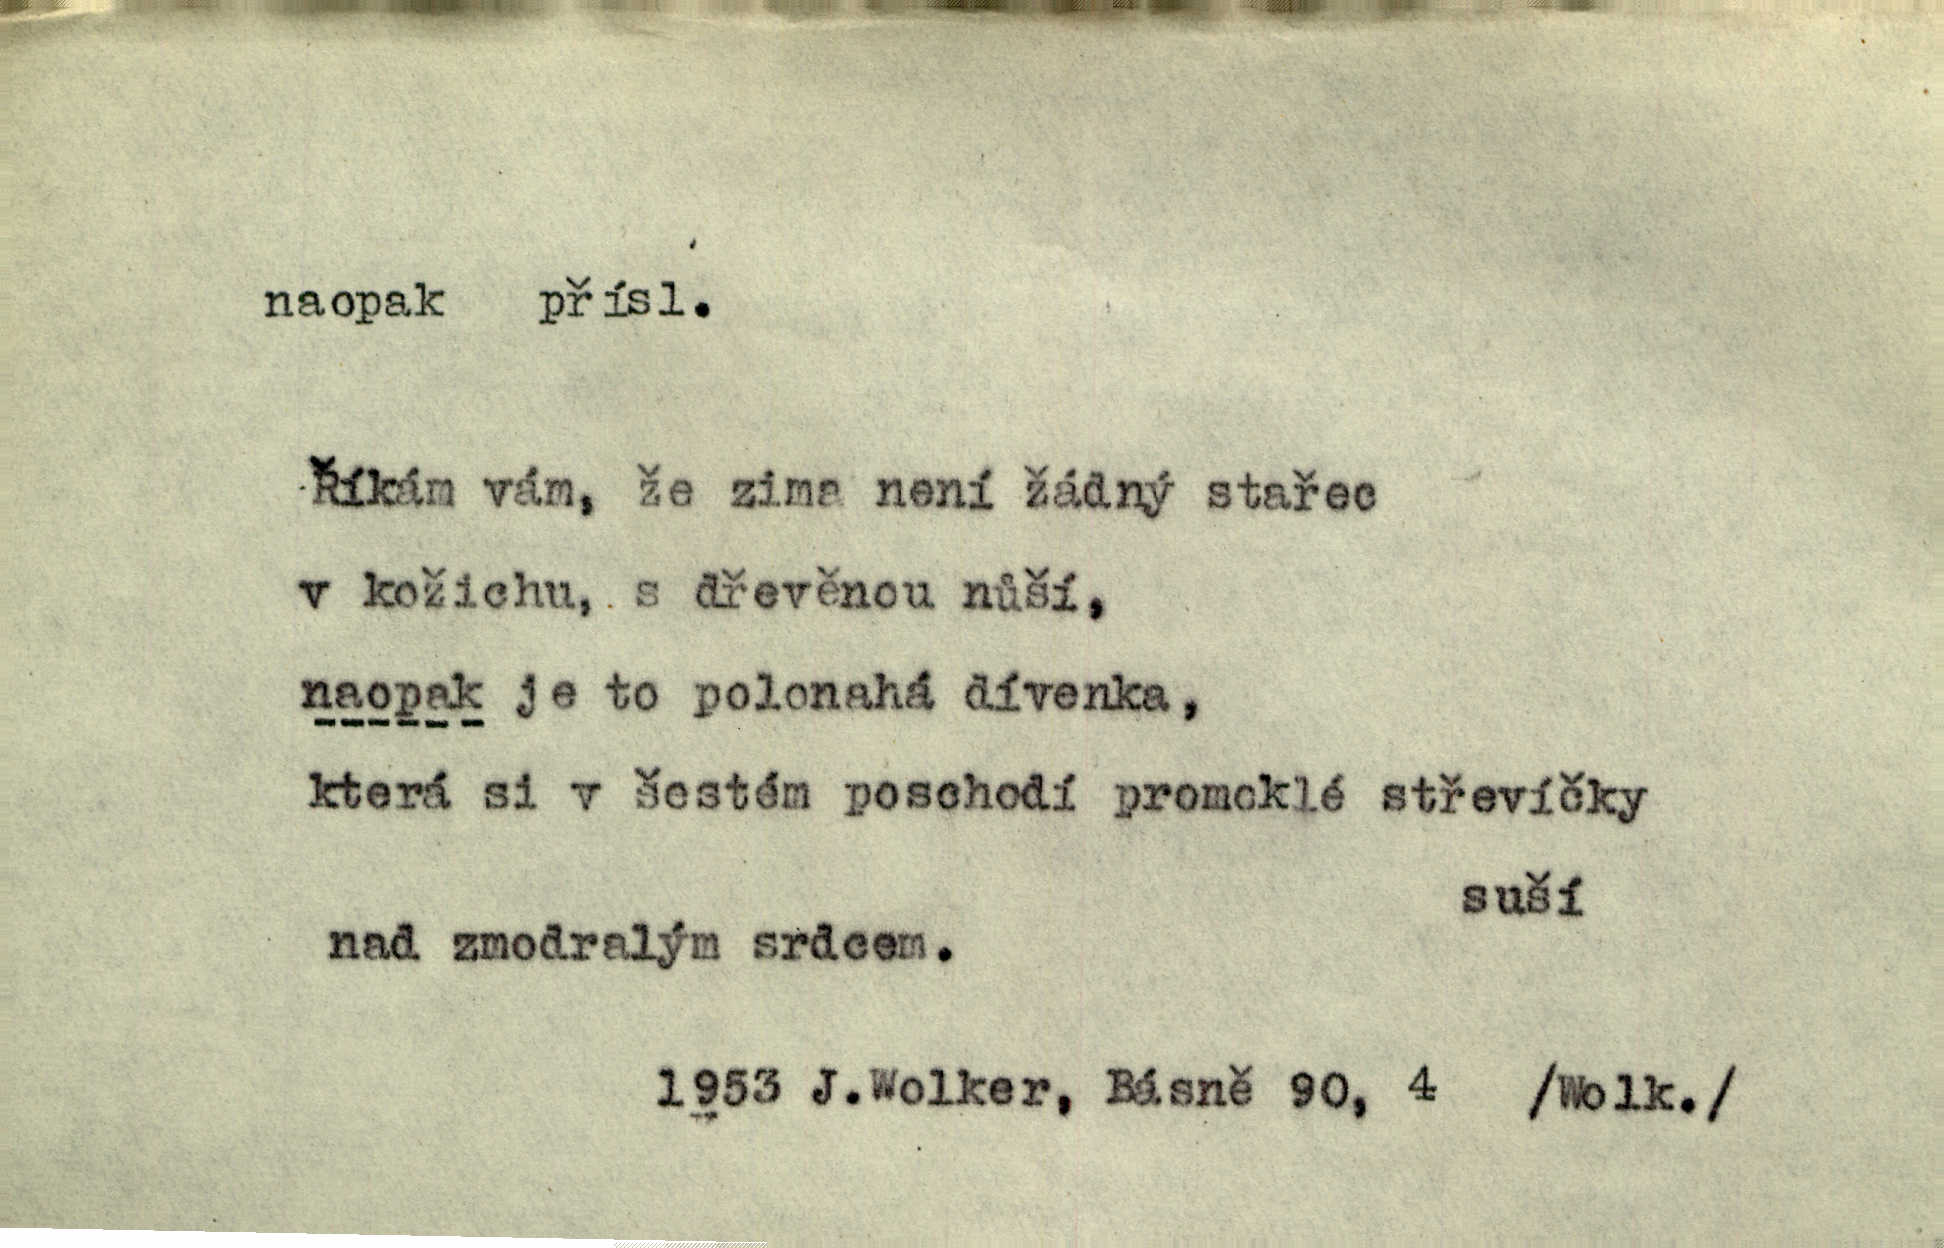 naopak přísl.
Říkám vám, že zima není žádný stařec
v kožichu, s dřevěnou nůší,
naopak je to polonahá dívenka,
která si v šestém poschodí promoklé střevíčky
suší
nad zmodralým srdcem.
1953 J.Wolker, Básně 90, 4 /Wolk./